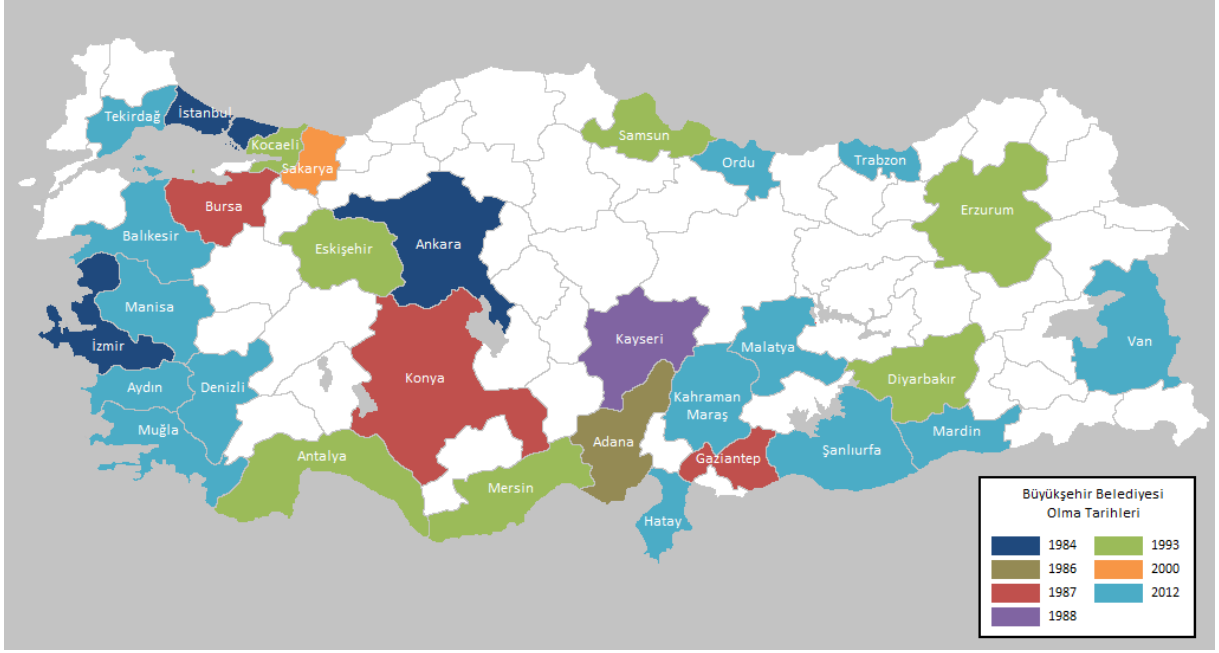 Tekirdağ
İstanbul
Kocaeli
Sakarya
Samsun
Ordu
Trabzon
Erzurum
Bursa
Balıkesir
Eskişehir
Ankara
Manisa
İzmir
Kayseri
Malatya
Van
Aydın
Denizli
Konya
Kahraman
Maraş
Diyarbakır
Muğla
Antalya
Mersin
Adana
Gaziantep
Şanlıurfa
Mardin
Hatay
Büyükşehir Belediyesi
Olma Tarihleri
1984
1993
1986
2000
1987
2012
1988